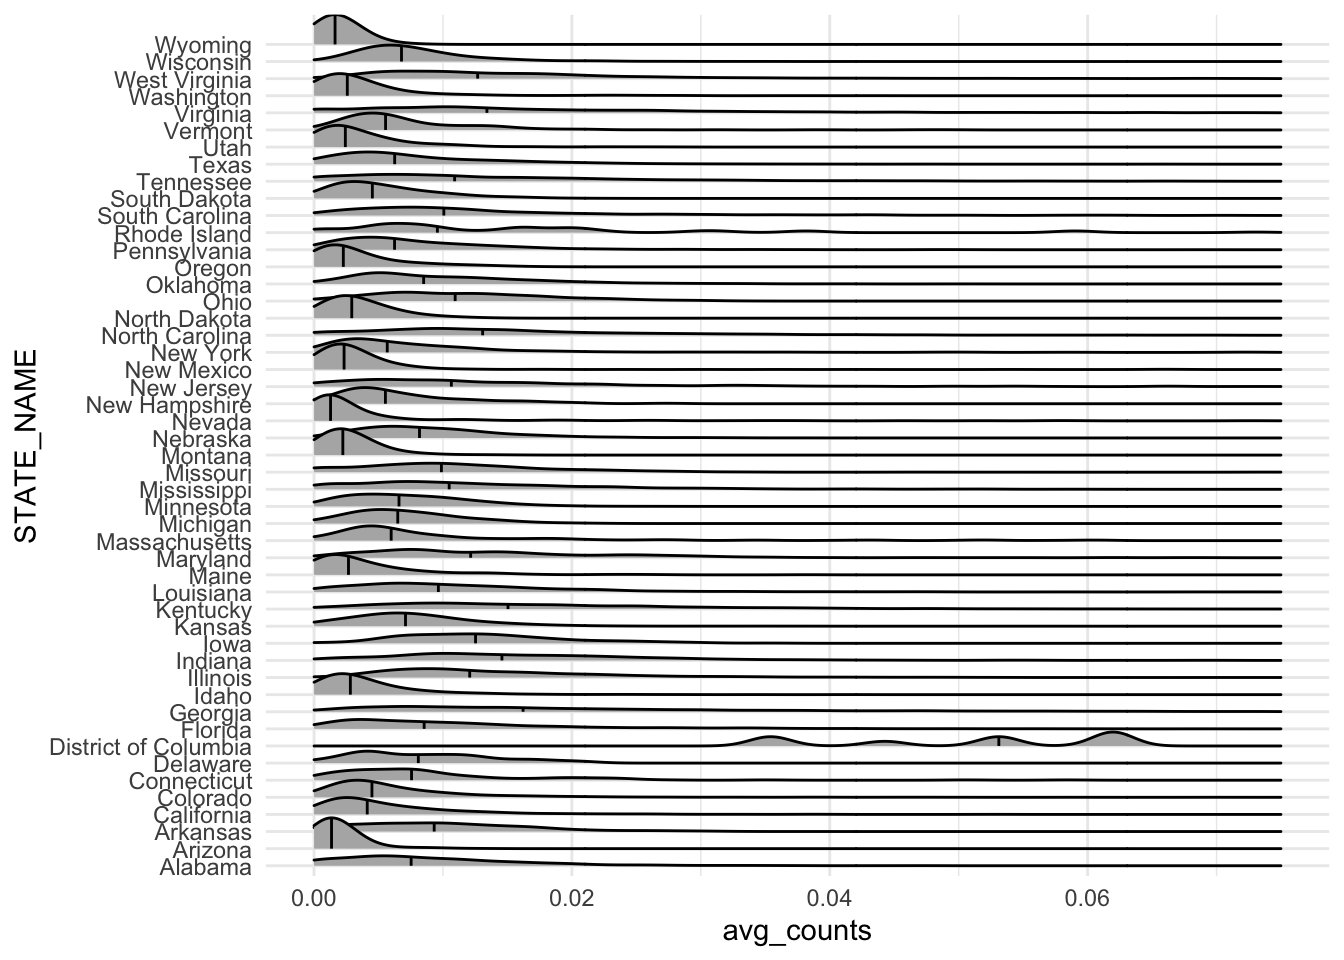 STATE_NAME
Wyoming
Wisconsin
West Virginia
Washington
Virginia
Vermont
Utah
Texas
Tennessee
South Dakota
South Carolina
Rhode Island
Pennsylvania
Oregon
Oklahoma
Ohio
North Dakota
North Carolina
New York
New Mexico
New Jersey
New Hampshire
Nevada
Nebraska
Montana
Missouri
Mississippi
Minnesota
Michigan
Massachusetts
Maryland
Maine
Louisiana
Kentucky
Kansas
Iowa
Indiana
Illinois
Idaho
Georgia
Florida
District of Columbia
Delaware
Connecticut
Colorado
California
Arkansas
Arizona
Alabama
0.00 0.02 0.04 0.06
avg_counts